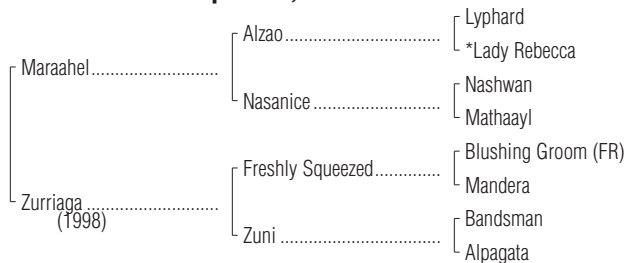 Lyphard
Alzao
*Lady Rebecca
Maraahel
Nashwan
Nasanice
Mathaayl
Blushing Groom (FR)
Freshly Squeezed
Mandera
Zurriaga
(1998)
Bandsman
Zuni
Alpagata